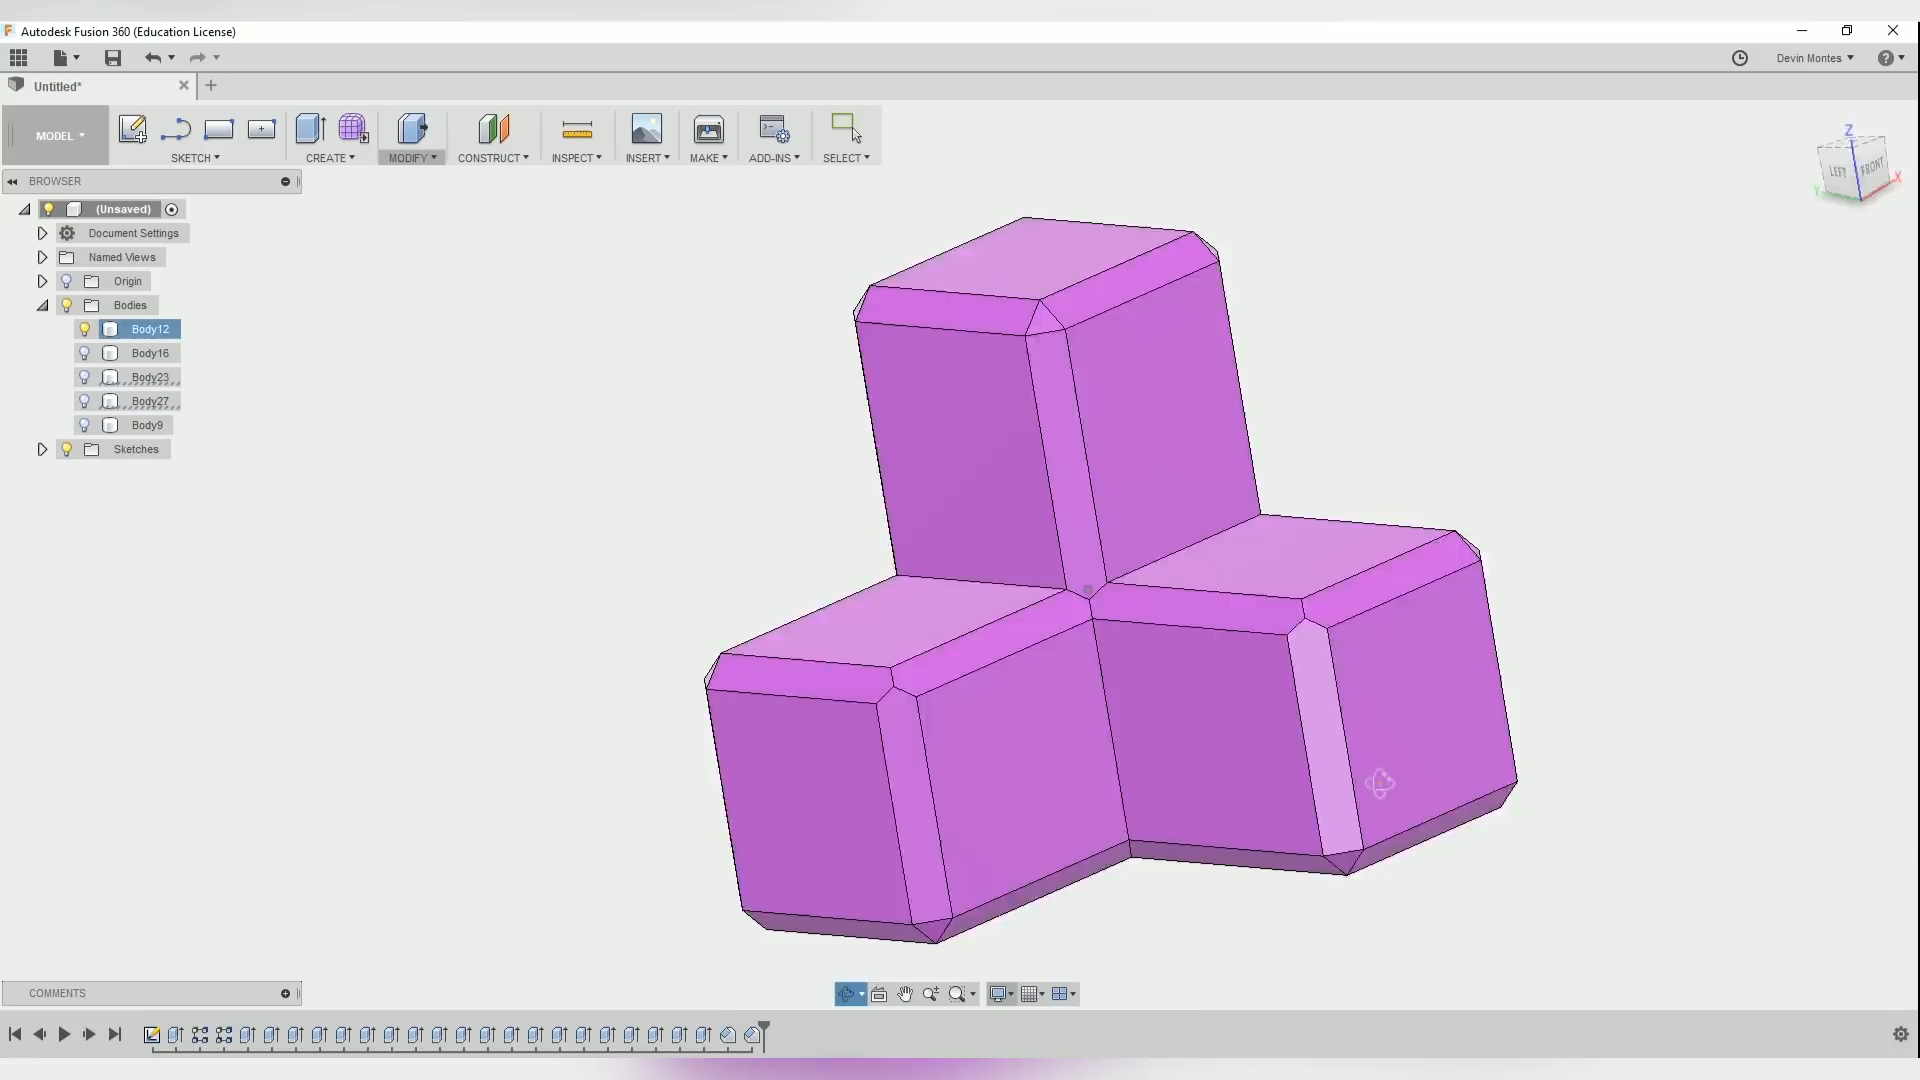 Autodesk Fusion 360 (Education License)
Devin Montes
Untitled*
MODEL
SKETCH
CREATE
MODIFY
CONSTRUCT
INSPECT
INSERT
MAKE
ADD-INS
SELECT
BROWSER
(Unsaved)
Document Settings
Named Views
Origin
Bodies
Body12
Body16
Body23
Body27
Body9
Sketches
Z
LEFT
FRONT
X
Y
COMMENTS